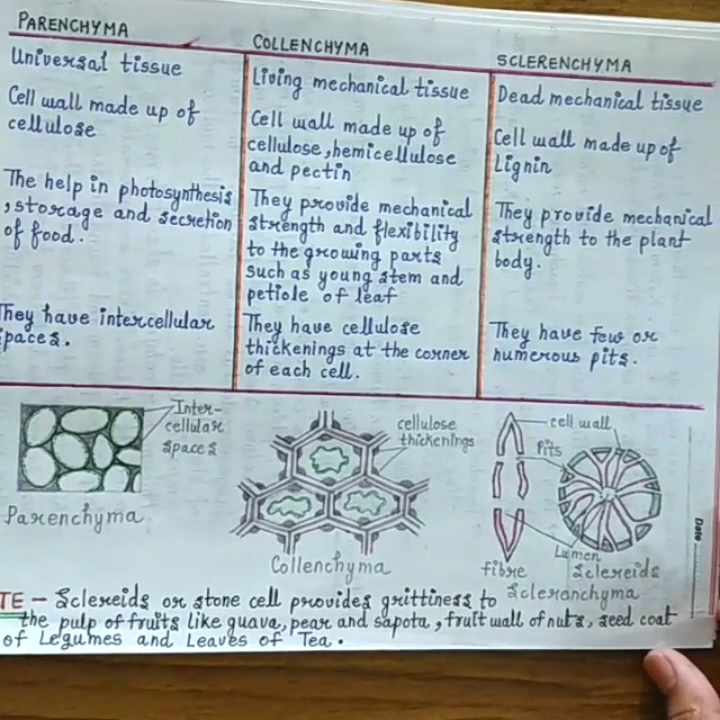 PARENCHYMA
Universal tissue
Cell wall made up of
cellulose
The help in photosynthesis
, storage and secretion
of food.
They have intercellular
paces.
COLLENCHYMA
Living mechanical tissue
Cell wall made up of
cellulose, hemicellulose
and pectin
They provide mechanical
strength and flexibility
to the growing parts
such as young stem and
petiole of leaf
They have cellulose
thickenings at the corner
of each cell.
SCLERENCHYMA
Dead mechanical tissue
Cell wall made up of
Lignin
They provide mechanical
strength to the plant
body.
They have few or
numerous pits.
Inter-
cellular
spaces
Parenchyma
cellulose
thickenings
Collenchyma
cell wall
Pits
Lumen
fibre
Sclereids
Scleronchyma
Date
TE - Sclereids or stone cell provides grittiness to
the pulp of fruits like guava, pear and sapota, fruit wall of nuts, seed coat
of Legumes and Leaves of Tea.